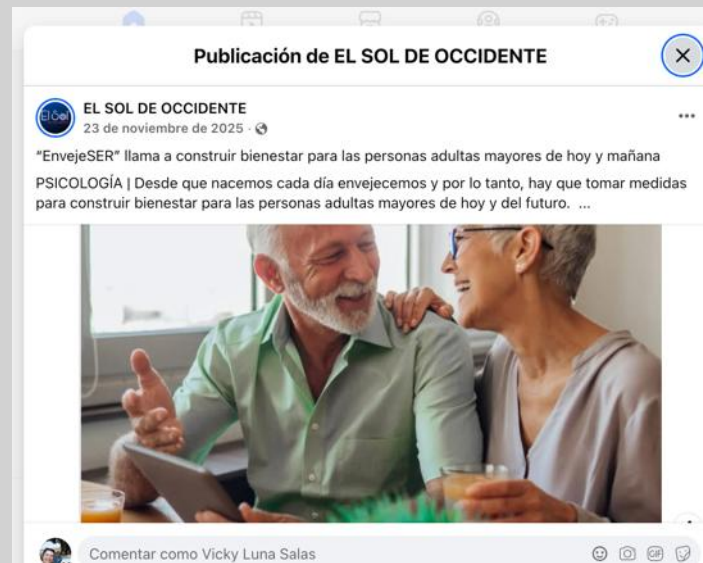 Publicación de EL SOL DE OCCIDENTE
El Sol
EL SOL DE OCCIDENTE
23 de noviembre de 2025 ·
“EnvejeSER” llama a construir bienestar para las personas adultas mayores de hoy y mañana
PSICOLOGÍA | Desde que nacemos cada día envejecemos y por lo tanto, hay que tomar medidas
para construir bienestar para las personas adultas mayores de hoy y del futuro. ...
Comentar como Vicky Luna Salas
GIF